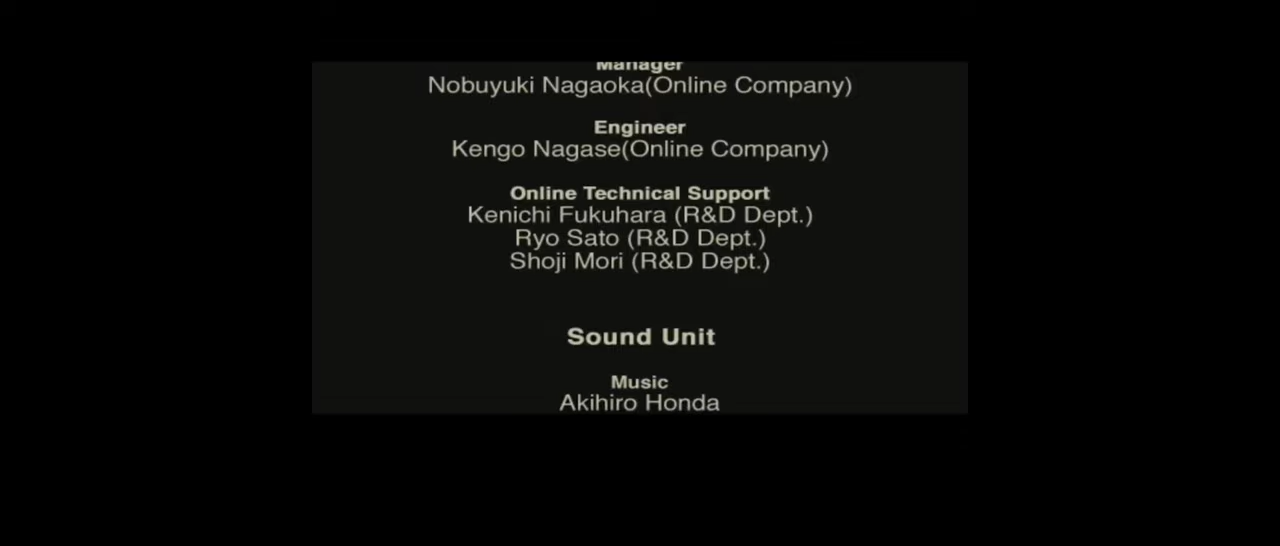 Manager
Nobuyuki Nagaoka(Online Company)
Engineer
Kengo Nagase(Online Company)
Online Technical Support
Kenichi Fukuhara (R&D Dept.)
Ryo Sato (R&D Dept.)
Shoji Mori (R&D Dept.)
Sound Unit
Music
Akihiro Honda